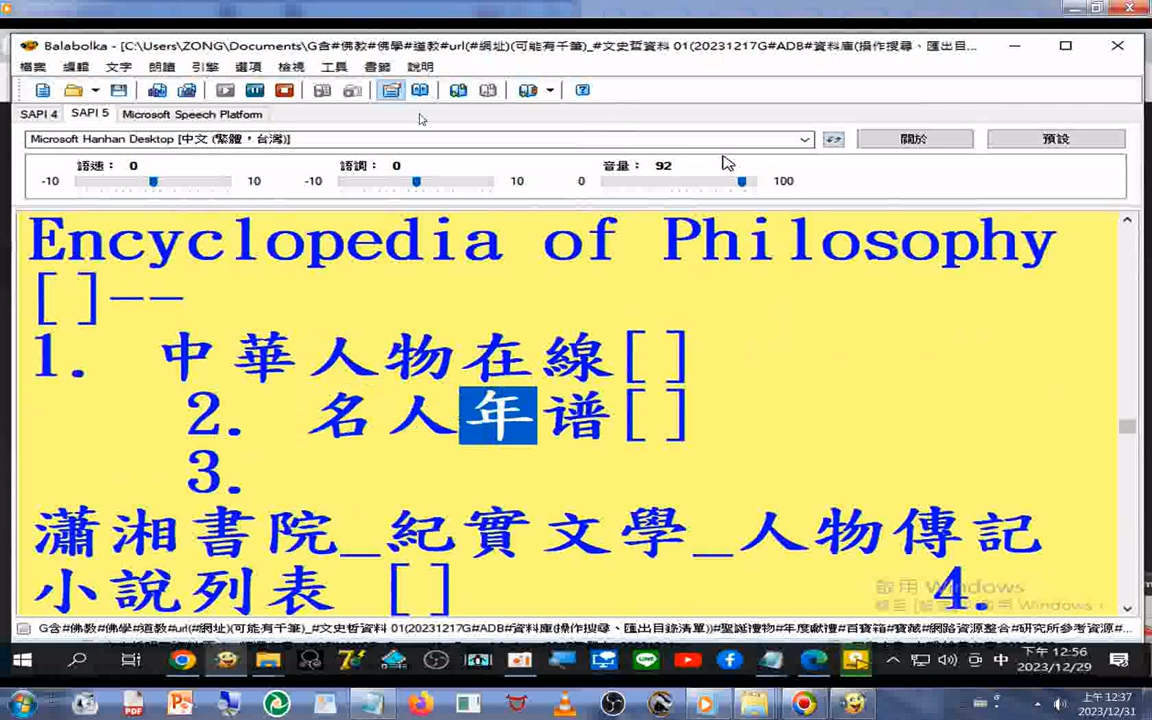 Balabolka - [C:\Users\ZONG\Documents\G含#佛教#佛學#道教#url(#網址)(可能有千筆)_#文史哲資料 01(20231217G#ADB#資料庫(操作搜尋、匯出目...
檔案 編輯 文字 朗讀 引擎 選項 檢視 工具 書籤 說明
SAPI 4 SAPI 5 Microsoft Speech Platform
Microsoft Hanhan Desktop [中文 (繁體，台灣)] 關於 預設
語速： 0 語調： 0 音量： 92
-10 10 -10 10 0 100
Encyclopedia of Philosophy
[]--
1. 中華人物在線[]
2. 名人年谱[]
3.
瀟湘書院_紀實文學_人物傳記
小說列表 [] 4.
啟用 Windows
G含#佛教#佛學#道教#url(#網址)(可能有千筆)_#文史哲資料 01(20231217G#ADB#資料庫(操作搜尋、匯出目錄清單))#聖誕禮物#年度獻禮#百寶箱#寶藏#網路資源整合#研究所參考資源#...
中 下午 12:56
2023/12/29
上午 12:37
2023/12/31